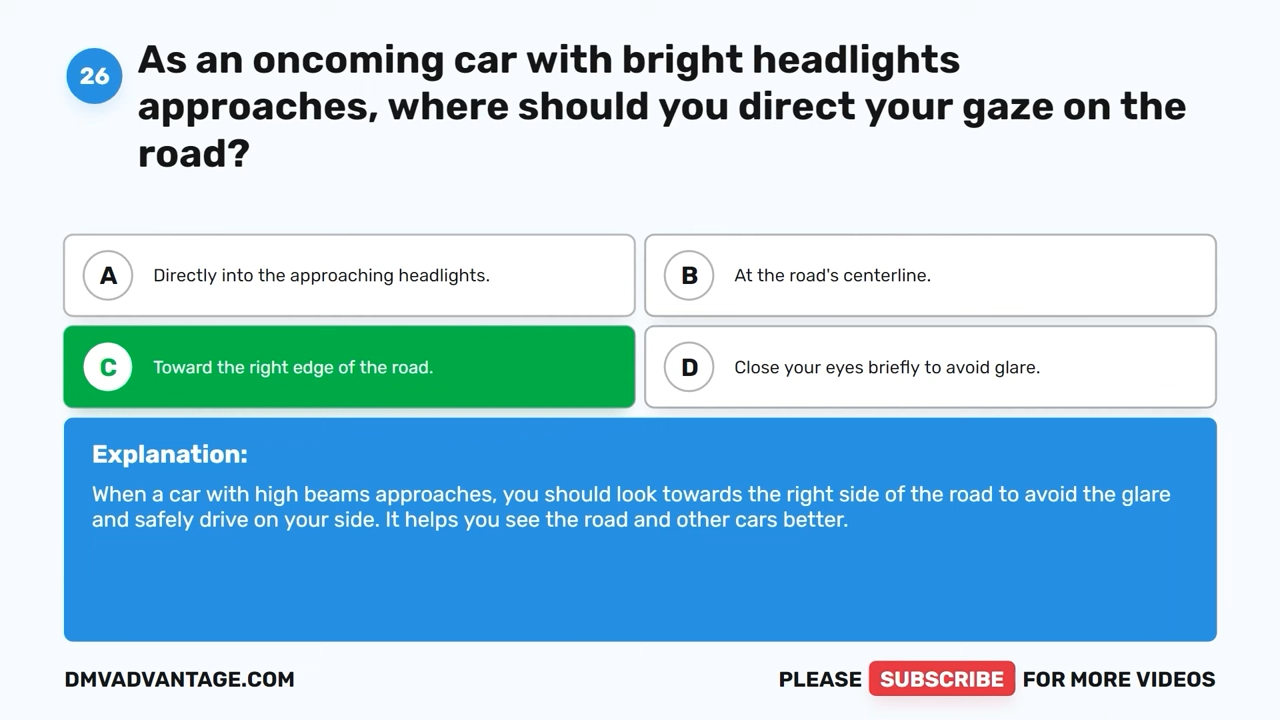 26
As an oncoming car with bright headlights
approaches, where should you direct your gaze on the
road?
A
Directly into the approaching headlights.
B
At the road's centerline.
C
Toward the right edge of the road.
D
Close your eyes briefly to avoid glare.
Explanation:
When a car with high beams approaches, you should look towards the right side of the road to avoid the glare
and safely drive on your side. It helps you see the road and other cars better.
DMVADVANTAGE.COM
PLEASE SUBSCRIBE FOR MORE VIDEOS